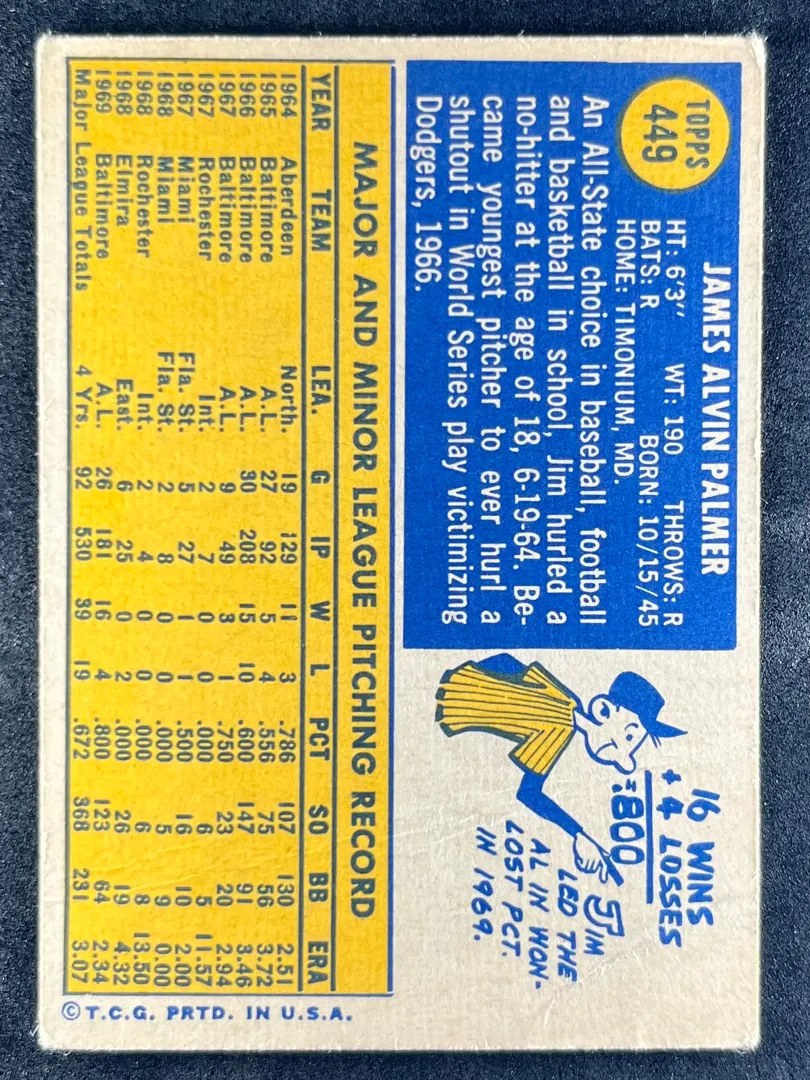 TOPPS
449
JAMES ALVIN PALMER
HT: 6'3" WT: 190 THROWS: R
BATS: R BORN: 10/15/45
HOME: TIMONIUM, MD.
An All-State choice in baseball, football
and basketball in school, Jim hurled a
no-hitter at the age of 18, 6-19-64. Be-
came youngest pitcher to ever hurl a
shutout in World Series play victimizing
Dodgers, 1966.
16 WINS
+ 4 LOSSES
=.800
JIM
LED THE
AL IN WON-
LOST PCT.
IN 1969.
MAJOR AND MINOR LEAGUE PITCHING RECORD
YEAR TEAM LEA. G IP W L PCT SO BB ERA
1964 Aberdeen North. 19 129 11 3 .786 107 130 2.51
1965 Baltimore A.L. 27 92 5 4 .556 75 56 3.72
1966 Baltimore A.L. 30 208 15 10 .600 147 91 3.46
1967 Baltimore A.L. 9 49 3 1 .750 23 20 2.94
1967 Rochester Int. 2 7 0 0 .000 6 5 11.57
1967 Miami Fla. St. 5 27 1 1 .500 16 10 2.00
1968 Miami Fla. St. 2 8 0 0 .000 5 9 0.00
1968 Rochester Int. 2 4 0 0 .000 6 8 13.50
1968 Elmira East. 6 25 0 2 .000 26 19 4.32
1969 Baltimore A.L. 26 181 16 4 .800 123 64 2.34
Major League Totals 4 Yrs. 92 530 39 19 .672 368 231 3.07
© T.C.G. PRTD. IN U.S.A.